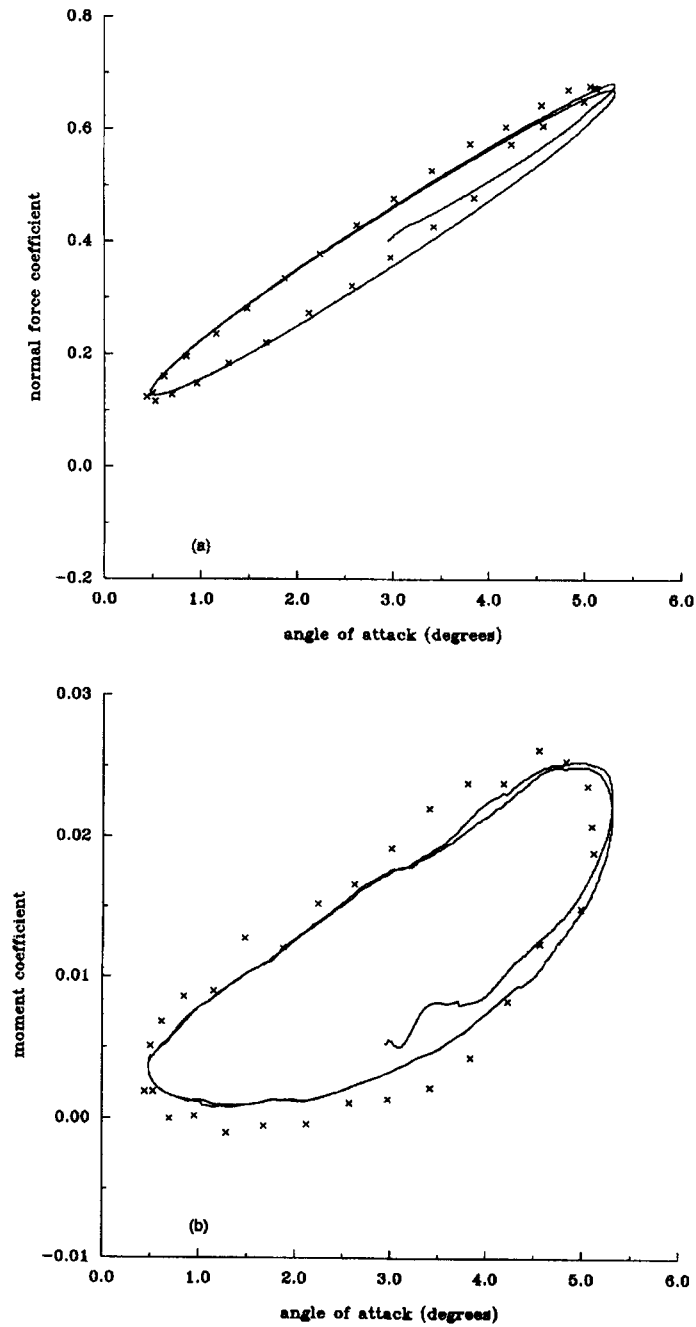 0.8
0.6
0.4
0.2
0.0
−0.2
normal force coefficient
(a)
0.0 1.0 2.0 3.0 4.0 5.0 6.0
angle of attack (degrees)
0.03
0.02
0.01
0.00
−0.01
moment coefficient
(b)
0.0 1.0 2.0 3.0 4.0 5.0 6.0
angle of attack (degrees)